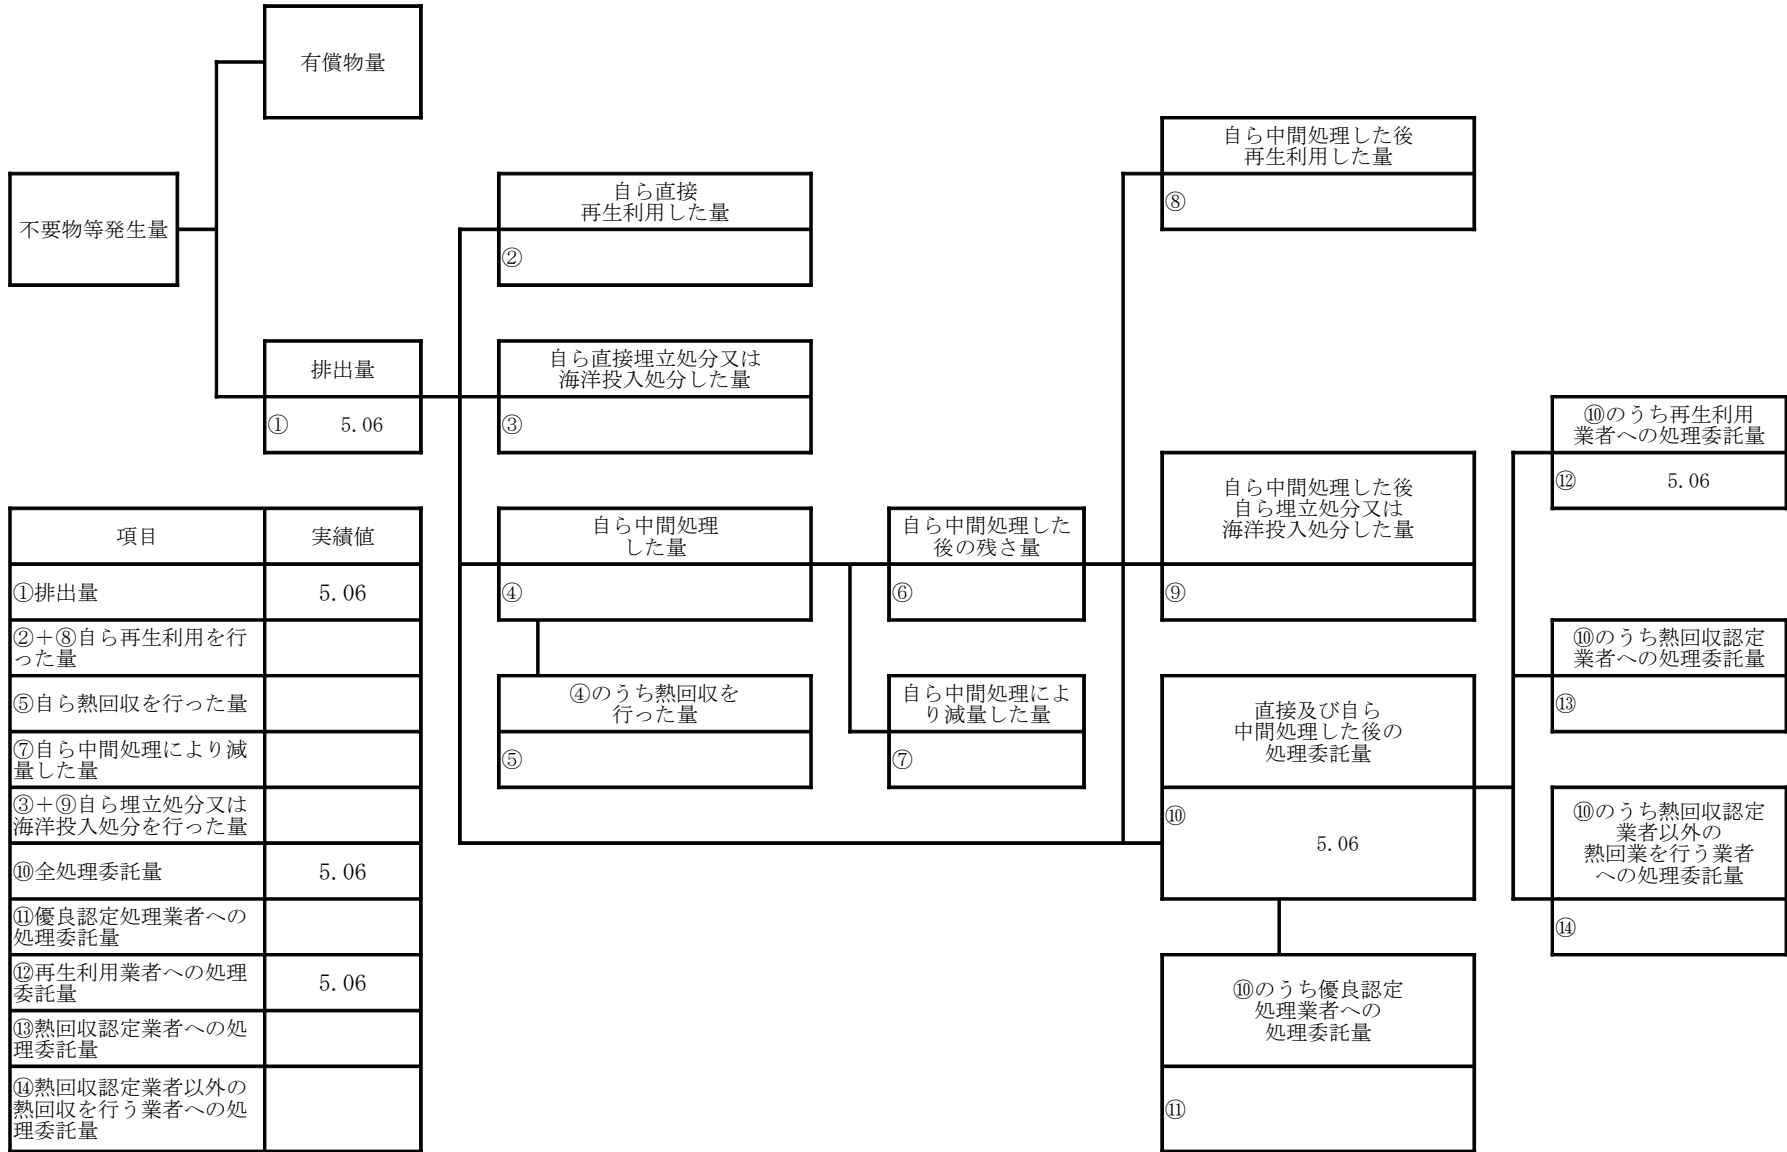 有償物量
不要物等発生量
排出量
① 5.06
自ら直接
再生利用した量
②
自ら直接埋立処分又は
海洋投入処分した量
③
自ら中間処理
した量
④
④のうち熱回収を
行った量
⑤
自ら中間処理した
後の残さ量
⑥
自ら中間処理によ
り減量した量
⑦
自ら中間処理した後
再生利用した量
⑧
自ら中間処理した後
自ら埋立処分又は
海洋投入処分した量
⑨
直接及び自ら
中間処理した後の
処理委託量
⑩
5.06
⑩のうち優良認定
処理業者への
処理委託量
⑪
⑩のうち再生利用
業者への処理委託量
⑫ 5.06
⑩のうち熱回収認定
業者への処理委託量
⑬
⑩のうち熱回収認定
業者以外の
熱回業を行う業者
への処理委託量
⑭
項目 実績値
①排出量 5.06
②＋⑧自ら再生利用を行
った量
⑤自ら熱回収を行った量
⑦自ら中間処理により減
量した量
③＋⑨自ら埋立処分又は
海洋投入処分を行った量
⑩全処理委託量 5.06
⑪優良認定処理業者への
処理委託量
⑫再生利用業者への処理
委託量 5.06
⑬熱回収認定業者への処
理委託量
⑭熱回収認定業者以外の
熱回収を行う業者への処
理委託量